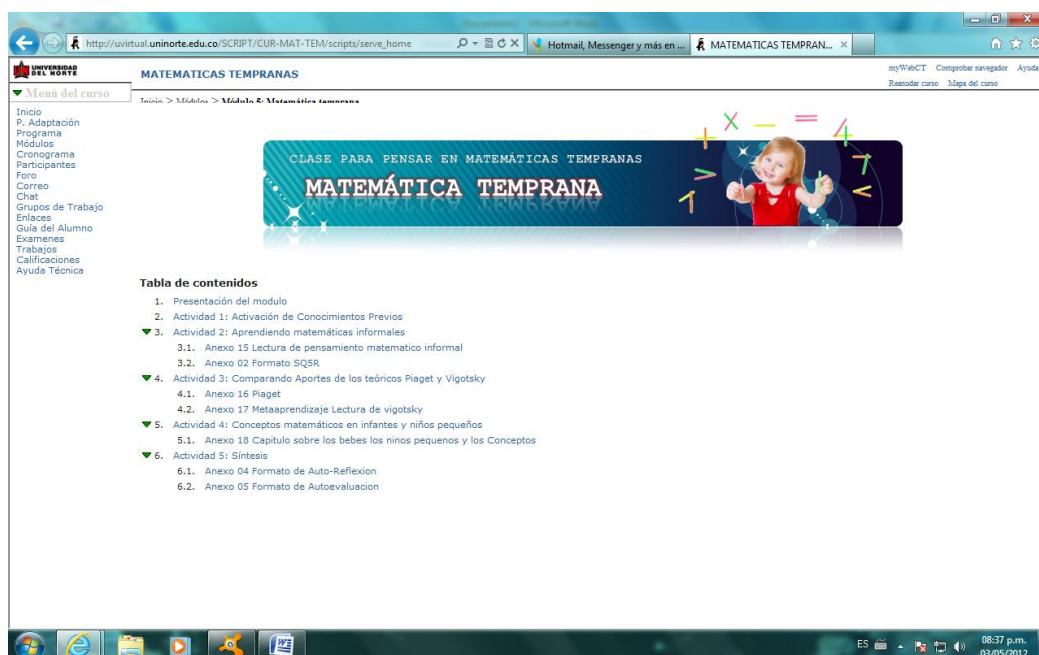 http://uvirtual.uninorte.edu.co/SCRIPT/CUR-MAT-TEM/scripts/serve_home
Hotmail, Messenger y más en ...
MATEMATICAS TEMPRAN...
UNIVERSIDAD
DEL NORTE
MATEMATICAS TEMPRANAS
myWebCT Comprobar navegador Ayuda
Reanudar curso Mapa del curso
Menú del curso
Inicio > Módulos > Módulo 5: Matemática temprana
Inicio
P. Adaptación
Programa
Módulos
Cronograma
Participantes
Foro
Correo
Chat
Grupos de Trabajo
Enlaces
Guía del Alumno
Examenes
Trabajos
Calificaciones
Ayuda Técnica
CLASE PARA PENSAR EN MATEMÁTICAS TEMPRANAS
MATEMÁTICA TEMPRANA
+ X - = 4
> 7
1 <
Tabla de contenidos
1. Presentación del modulo
2. Actividad 1: Activación de Conocimientos Previos
3. Actividad 2: Aprendiendo matemáticas informales
3.1. Anexo 15 Lectura de pensamiento matematico informal
3.2. Anexo 02 Formato SQ5R
4. Actividad 3: Comparando Aportes de los teóricos Piaget y Vigotsky
4.1. Anexo 16 Piaget
4.2. Anexo 17 Metaaprendizaje Lectura de vigotsky
5. Actividad 4: Conceptos matemáticos en infantes y niños pequeños
5.1. Anexo 18 Capitulo sobre los bebes los ninos pequenos y los Conceptos
6. Actividad 5: Síntesis
6.1. Anexo 04 Formato de Auto-Reflexion
6.2. Anexo 05 Formato de Autoevaluacion
ES
08:37 p.m.
03/05/2012